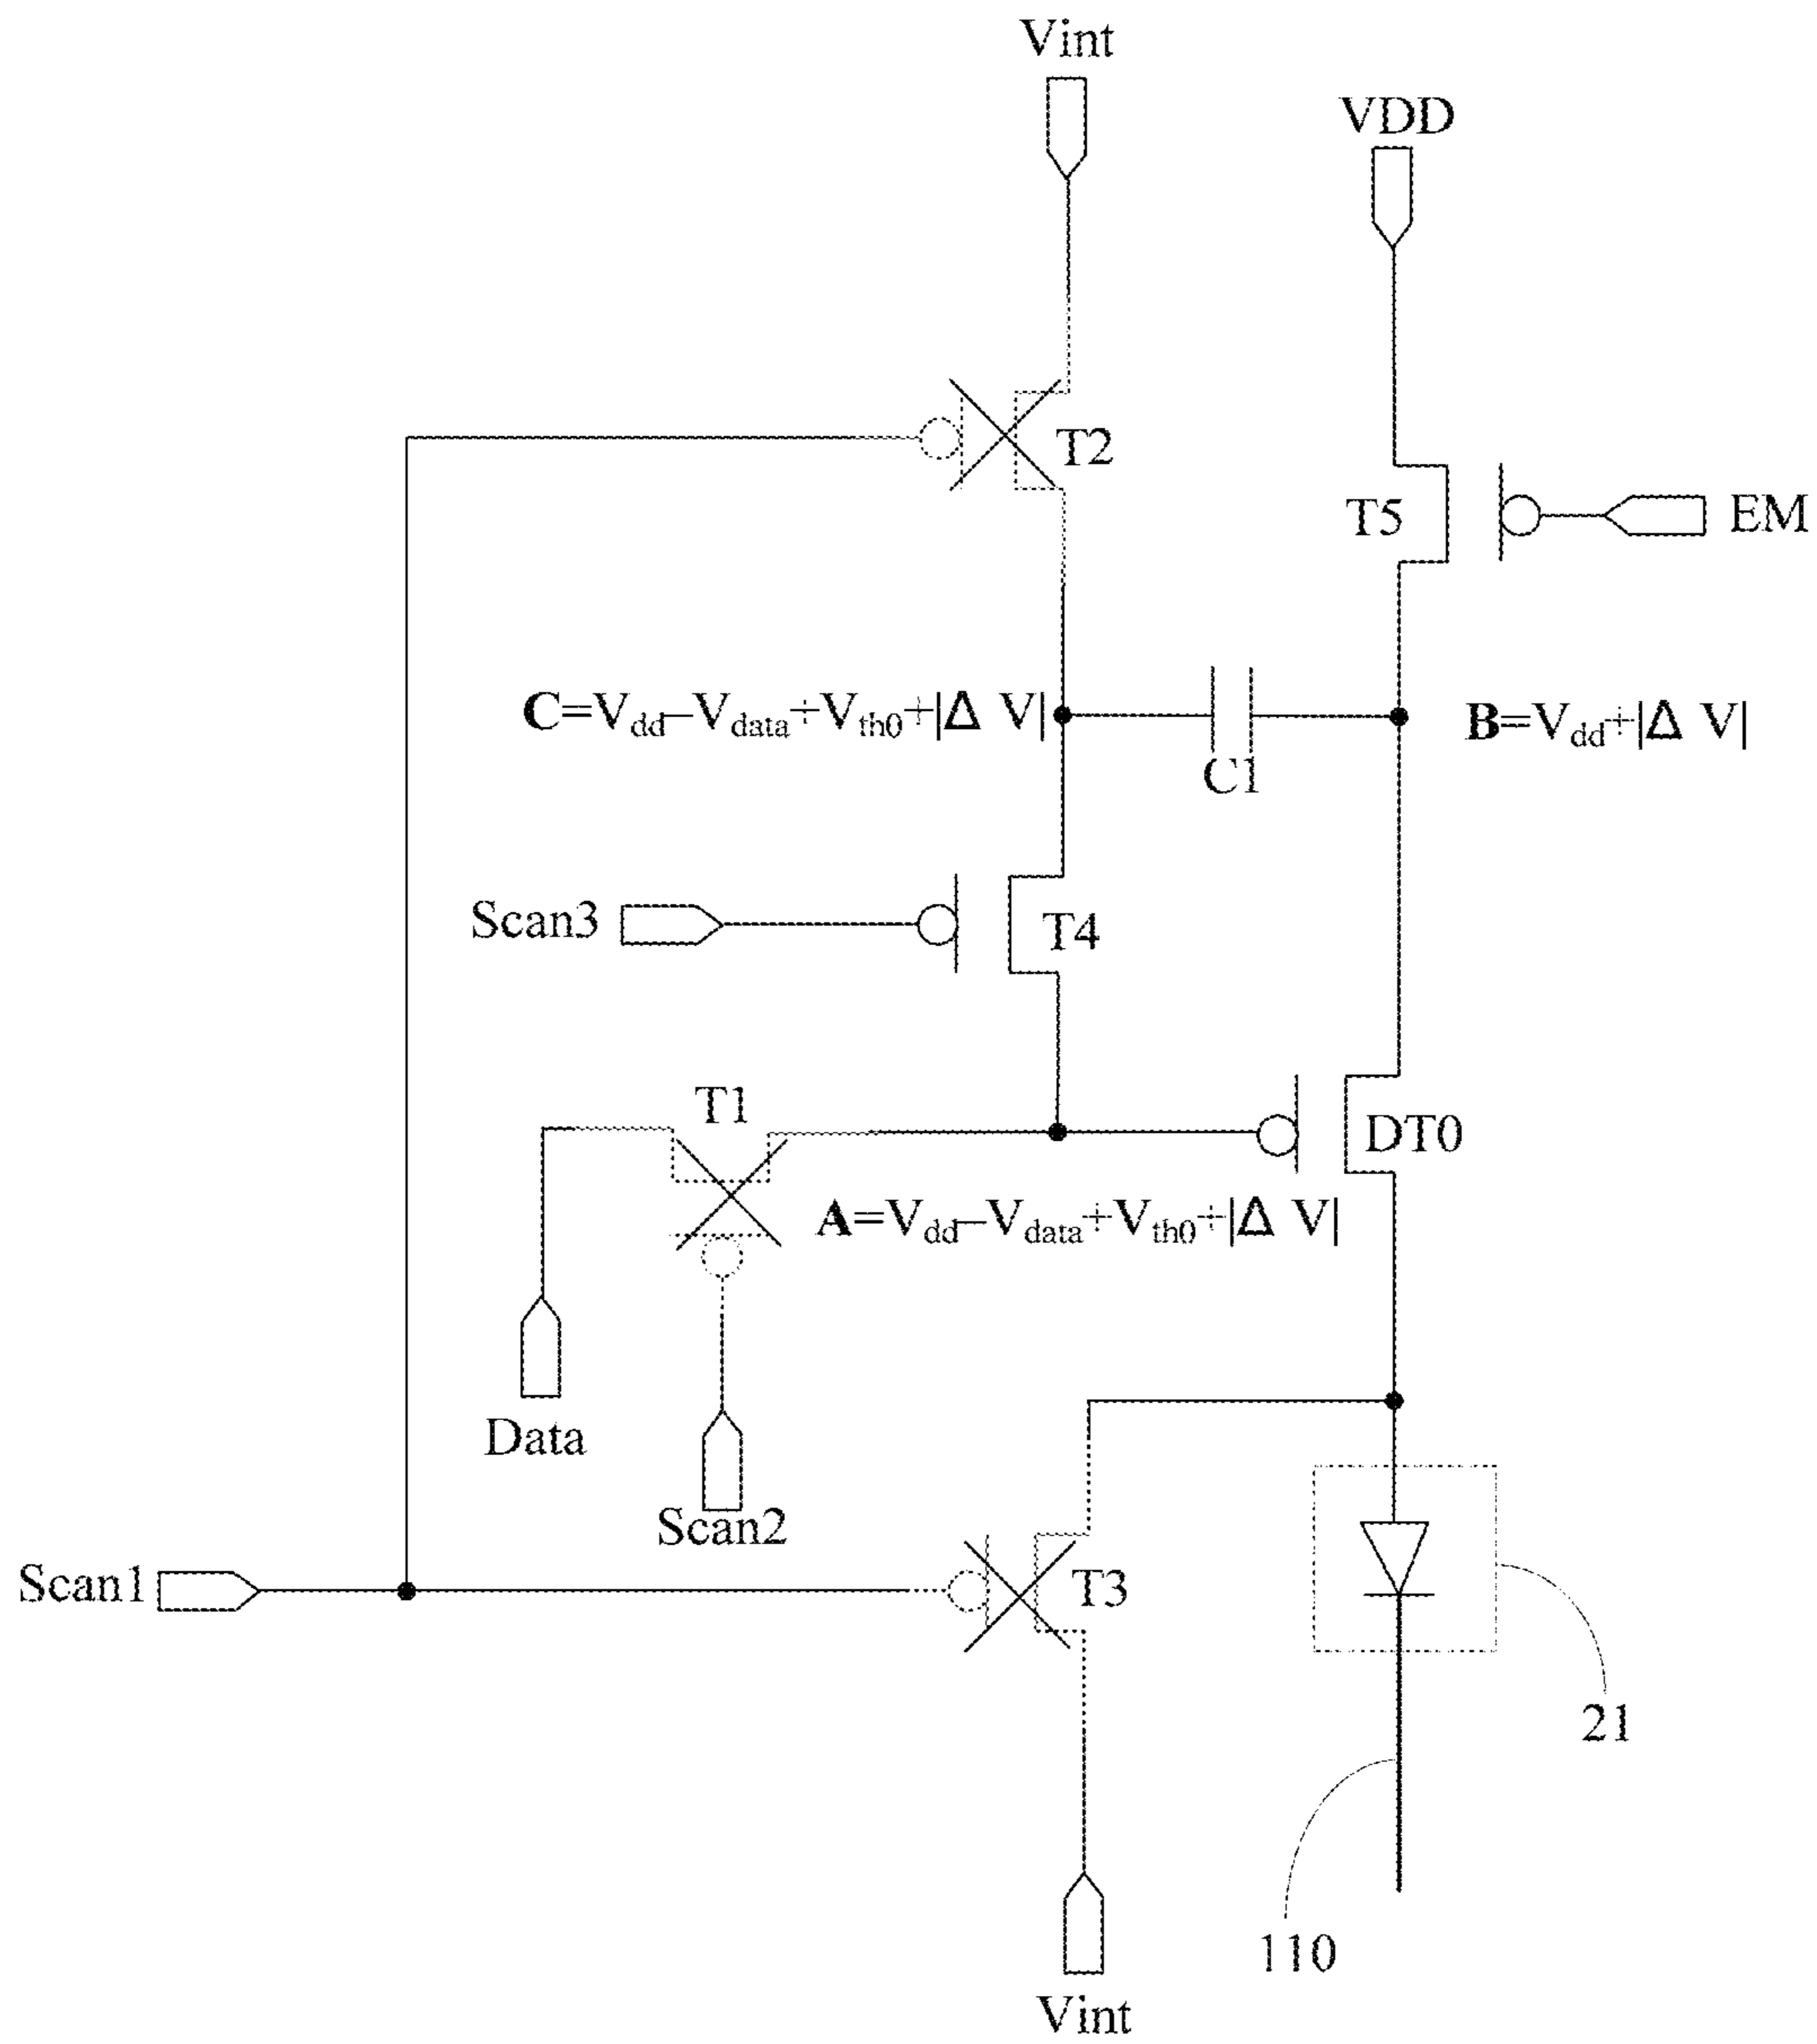 Vint
VDD
T2
T5
EM
C=Vdd–Vdata+Vth0+|Δ V|
B=Vdd+|Δ V|
C1
Scan3
T4
T1
DT0
A=Vdd–Vdata+Vth0+|Δ V|
Data
Scan2
Scan1
T3
21
110
Vint